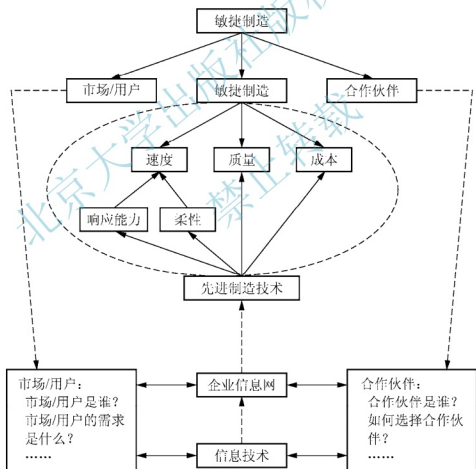 敏捷制造
市场/用户
敏捷制造
合作伙伴
速度
质量
成本
响应能力
柔性
先进制造技术
市场/用户:
市场/用户是谁?
市场/用户的需求
是什么?
……
企业信息网
信息技术
合作伙伴:
合作伙伴是谁?
如何选择合作伙
伴?
……
北京大学出版社版权
禁止转载